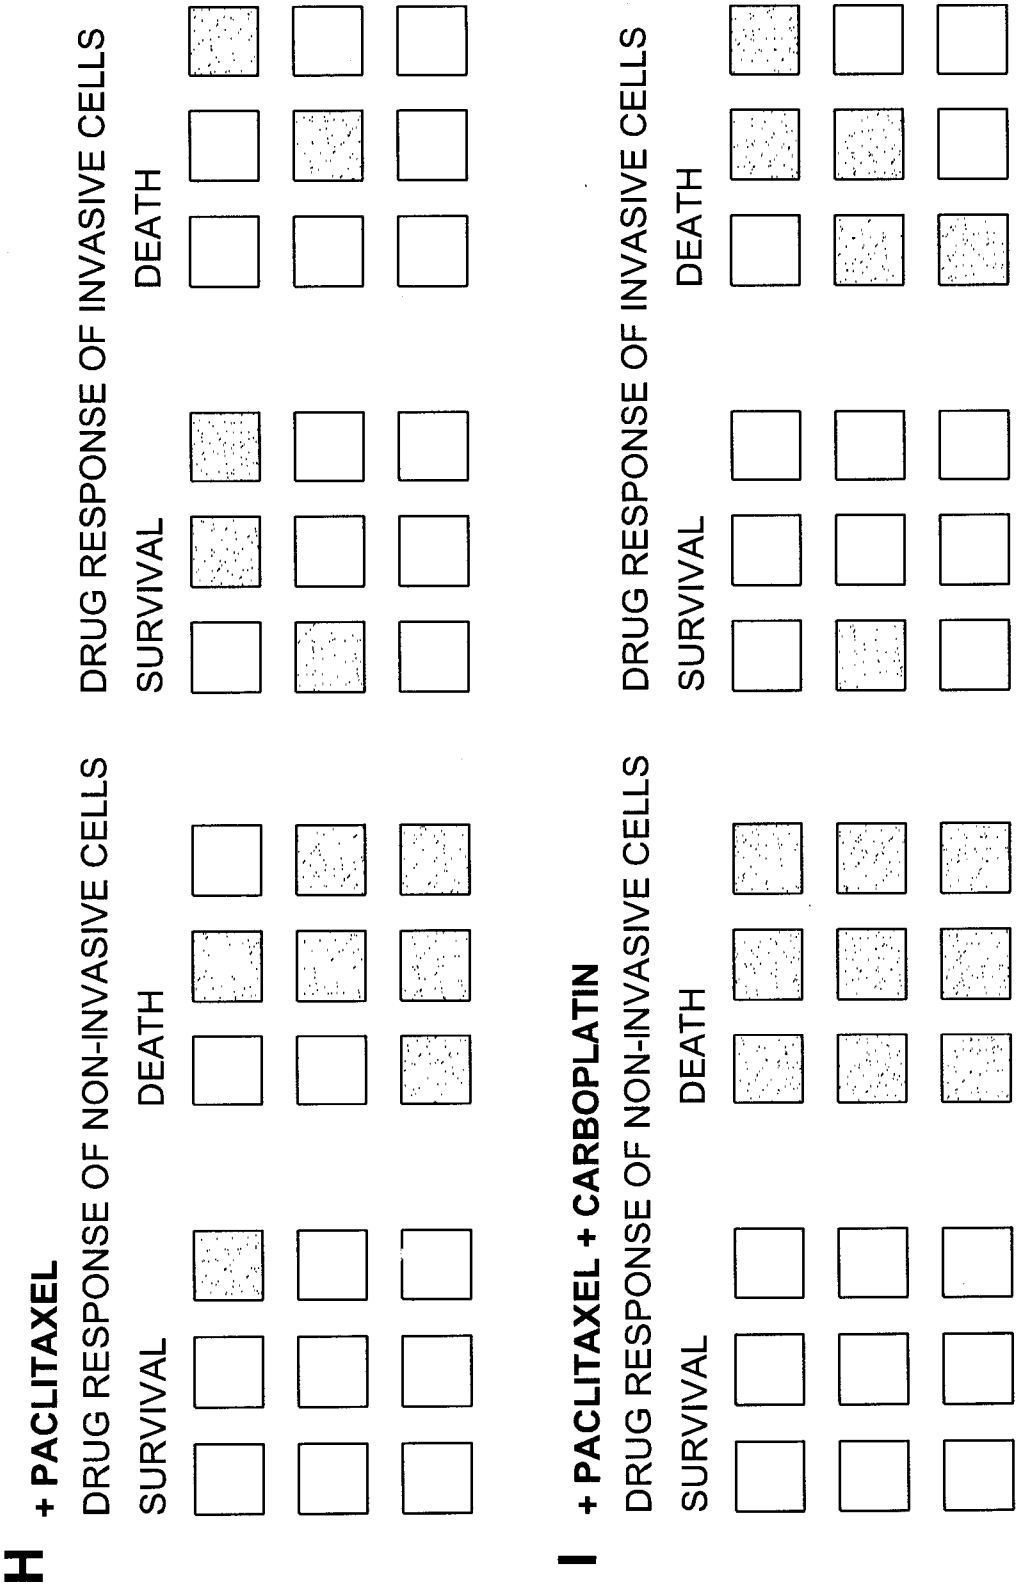 H
+ PACLITAXEL
DRUG RESPONSE OF NON-INVASIVE CELLS
DRUG RESPONSE OF INVASIVE CELLS
SURVIVAL
DEATH
SURVIVAL
DEATH
I
+ PACLITAXEL + CARBOPLATIN
DRUG RESPONSE OF NON-INVASIVE CELLS
DRUG RESPONSE OF INVASIVE CELLS
SURVIVAL
DEATH
SURVIVAL
DEATH